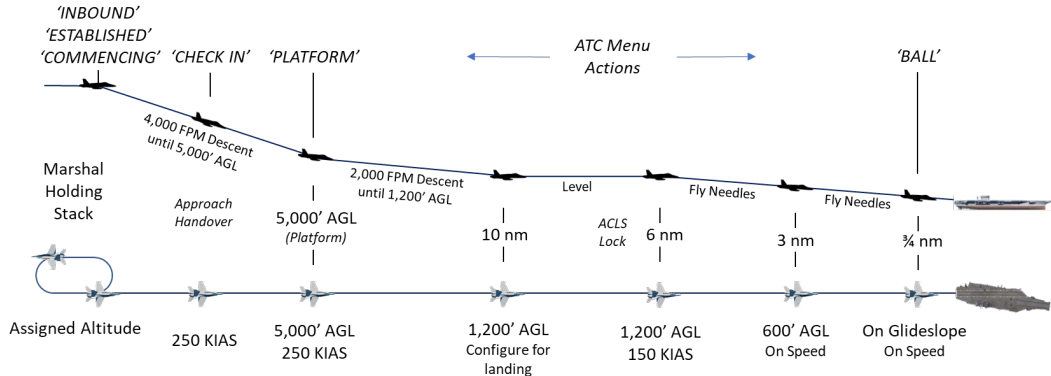 ‘INBOUND’
‘ESTABLISHED’
‘COMMENCING’
‘CHECK IN’
‘PLATFORM’
ATC Menu
Actions
‘BALL’
4,000 FPM Descent
until 5,000’ AGL
2,000 FPM Descent
until 1,200’ AGL
Level
Fly Needles
Fly Needles
Marshal
Holding
Stack
Approach
Handover
5,000’ AGL
(Platform)
10 nm
ACLS
Lock
6 nm
3 nm
¾ nm
Assigned Altitude
250 KIAS
5,000’ AGL
250 KIAS
1,200’ AGL
Configure for
landing
1,200’ AGL
150 KIAS
600’ AGL
On Speed
On Glideslope
On Speed